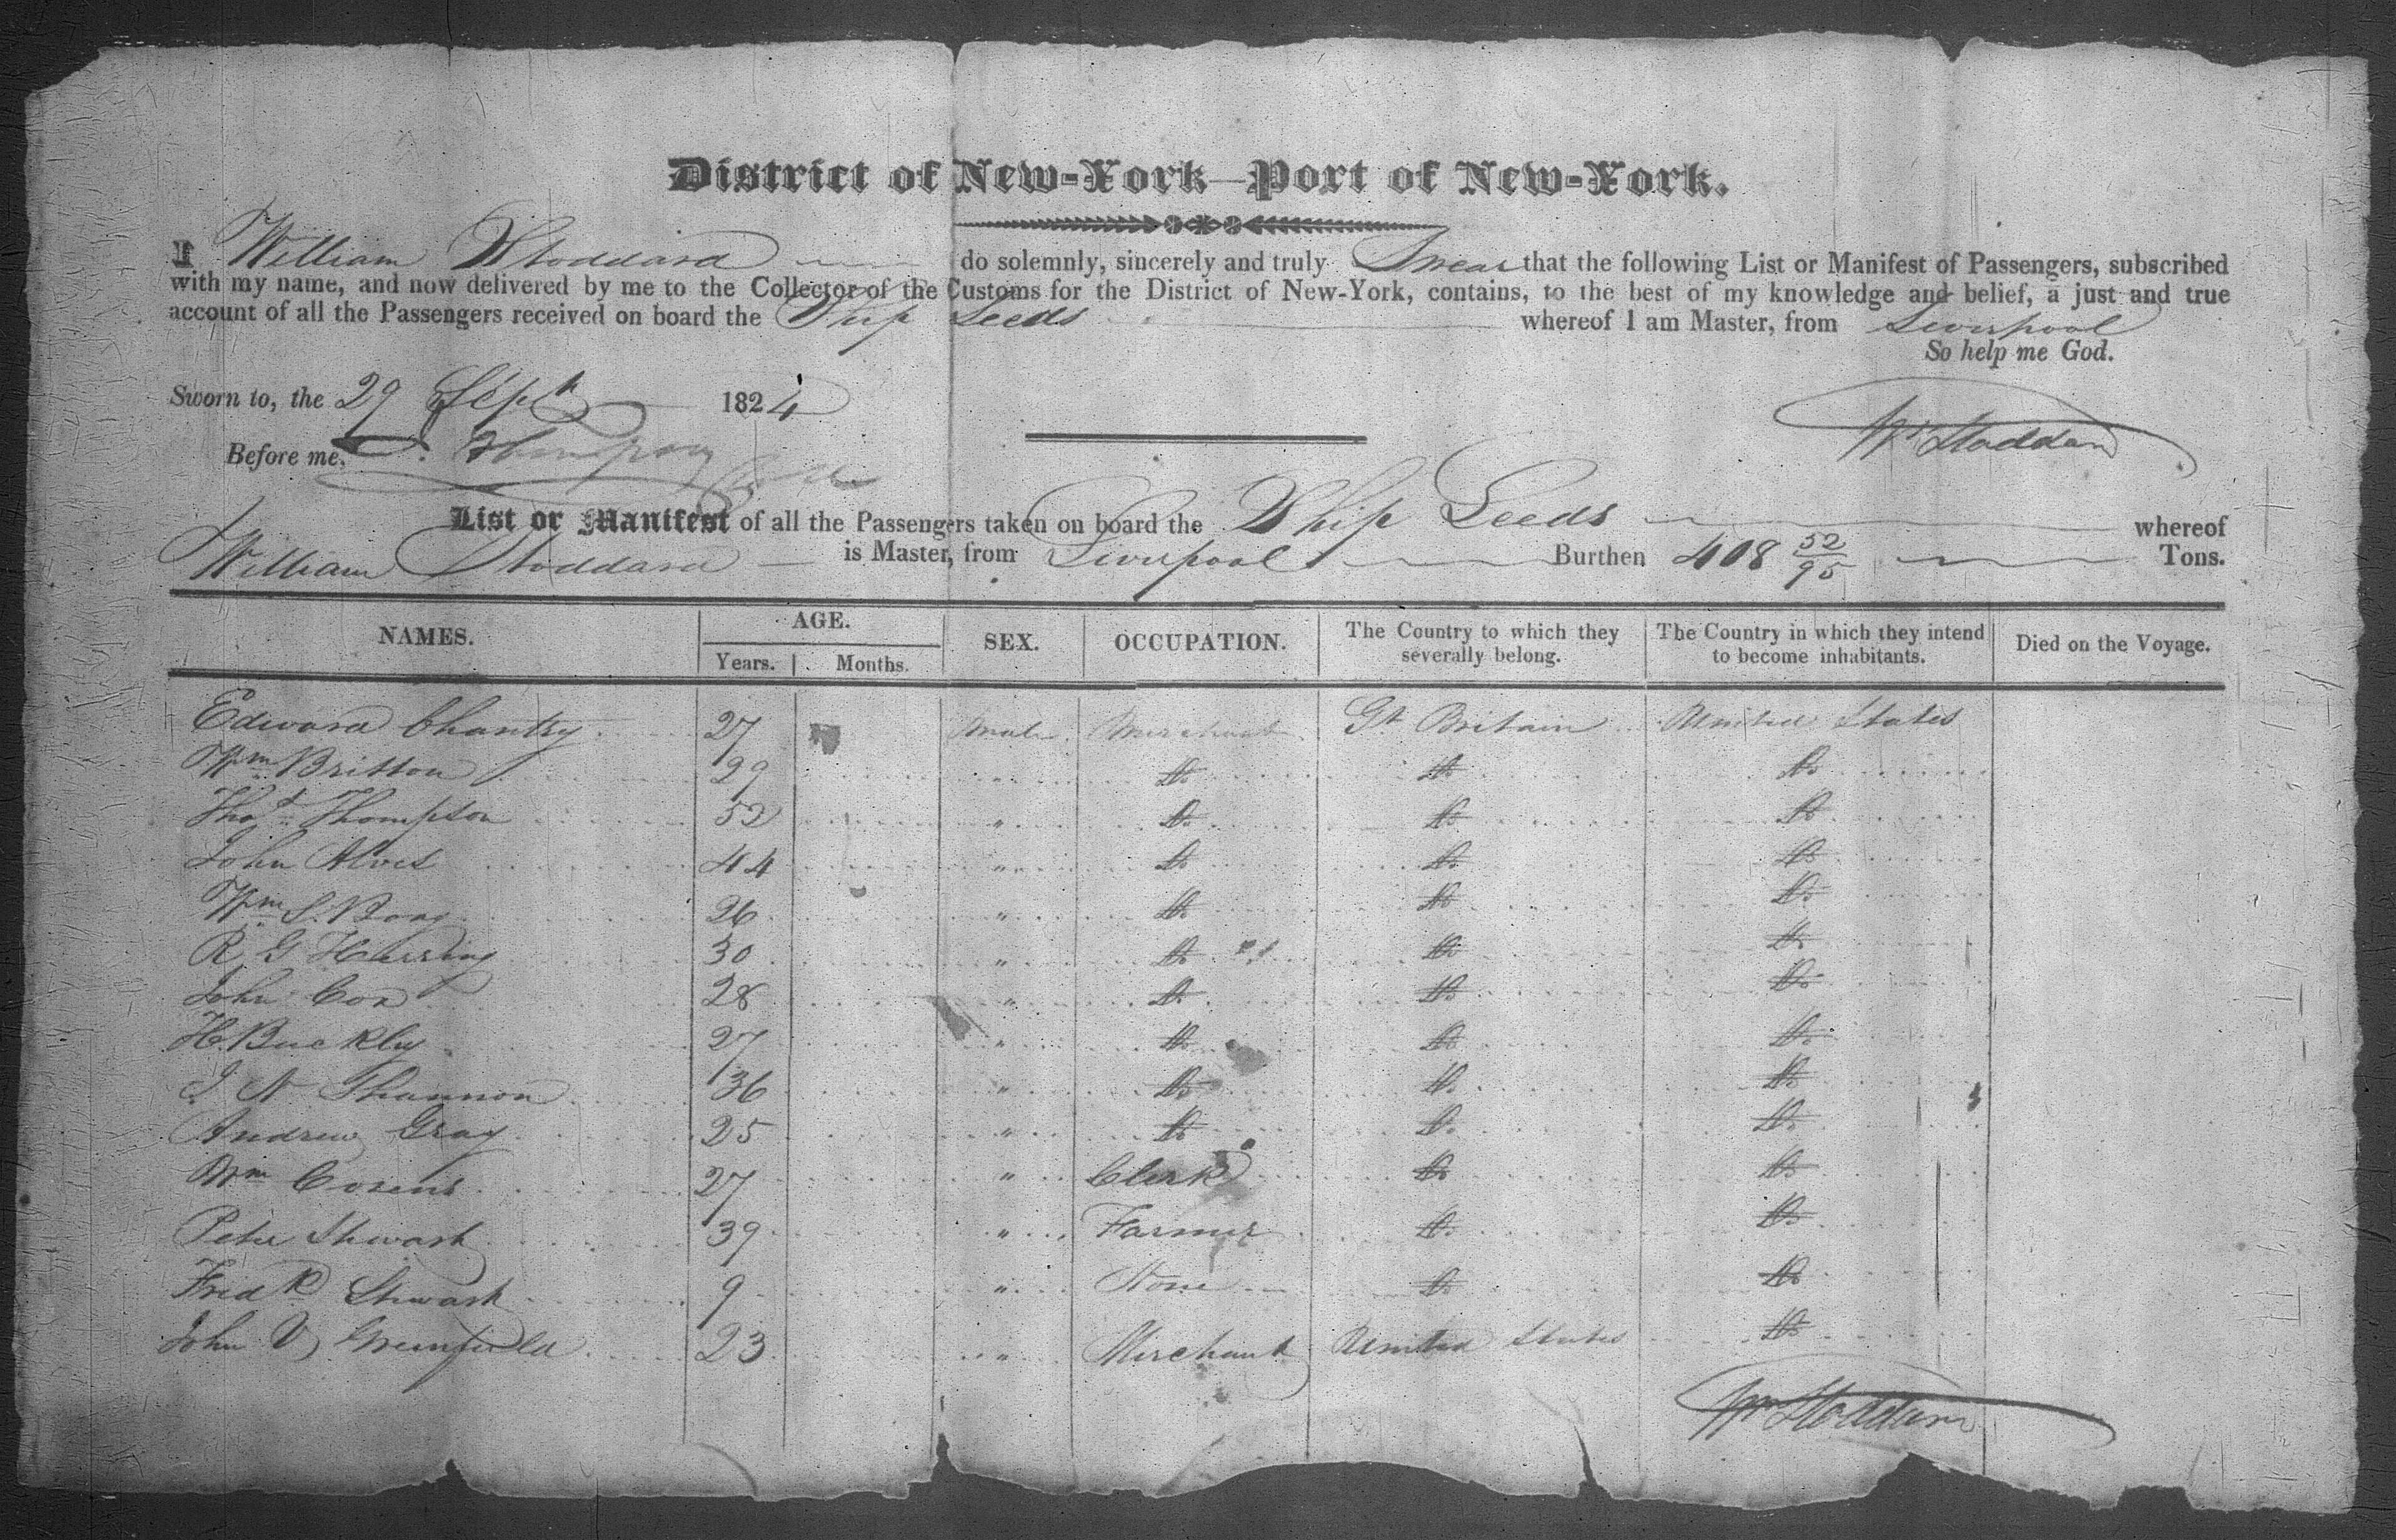 District of New-York—Port of New-York.
I William Stoddard do solemnly, sincerely and truly Swear that the following List or Manifest of Passengers, subscribed
with my name, and now delivered by me to the Collector of the Customs for the District of New-York, contains, to the best of my knowledge and belief, a just and true
account of all the Passengers received on board the Ship Leeds whereof I am Master, from Liverpool
So help me God.
Sworn to, the 29 Sept 1824
Wm Stoddard
Before me,
List or Manifest of all the Passengers taken on board the Ship Leeds whereof
William Stoddard is Master, from Liverpool Burthen 408 52/95 Tons.
NAMES. AGE. SEX. OCCUPATION. The Country to which they severally belong. The Country in which they intend to become inhabitants. Died on the Voyage.
Years. Months.
Edward Chantry 27 Male Merchant Gt Britain United States
Wm Britton 29 " Do Do Do
Thos Thompson 52 " Do Do Do
John Alves 44 " Do Do Do
Wm S. 26 " Do Do Do
R G Herring 30 " Do Do Do
John Cox 28 " Do Do Do
H. Buckley 27 " Do Do Do
J N Shannon 36 " Do Do Do
Andrew Gray 25 " Do Do Do
Wm Cozens 27 " Clerk Do Do
Peter Stewart 39 " Farmer Do Do
Fredk Stewart 9 " None Do Do
John V Greenfield 23 " Merchant United States Do
Wm Stoddard